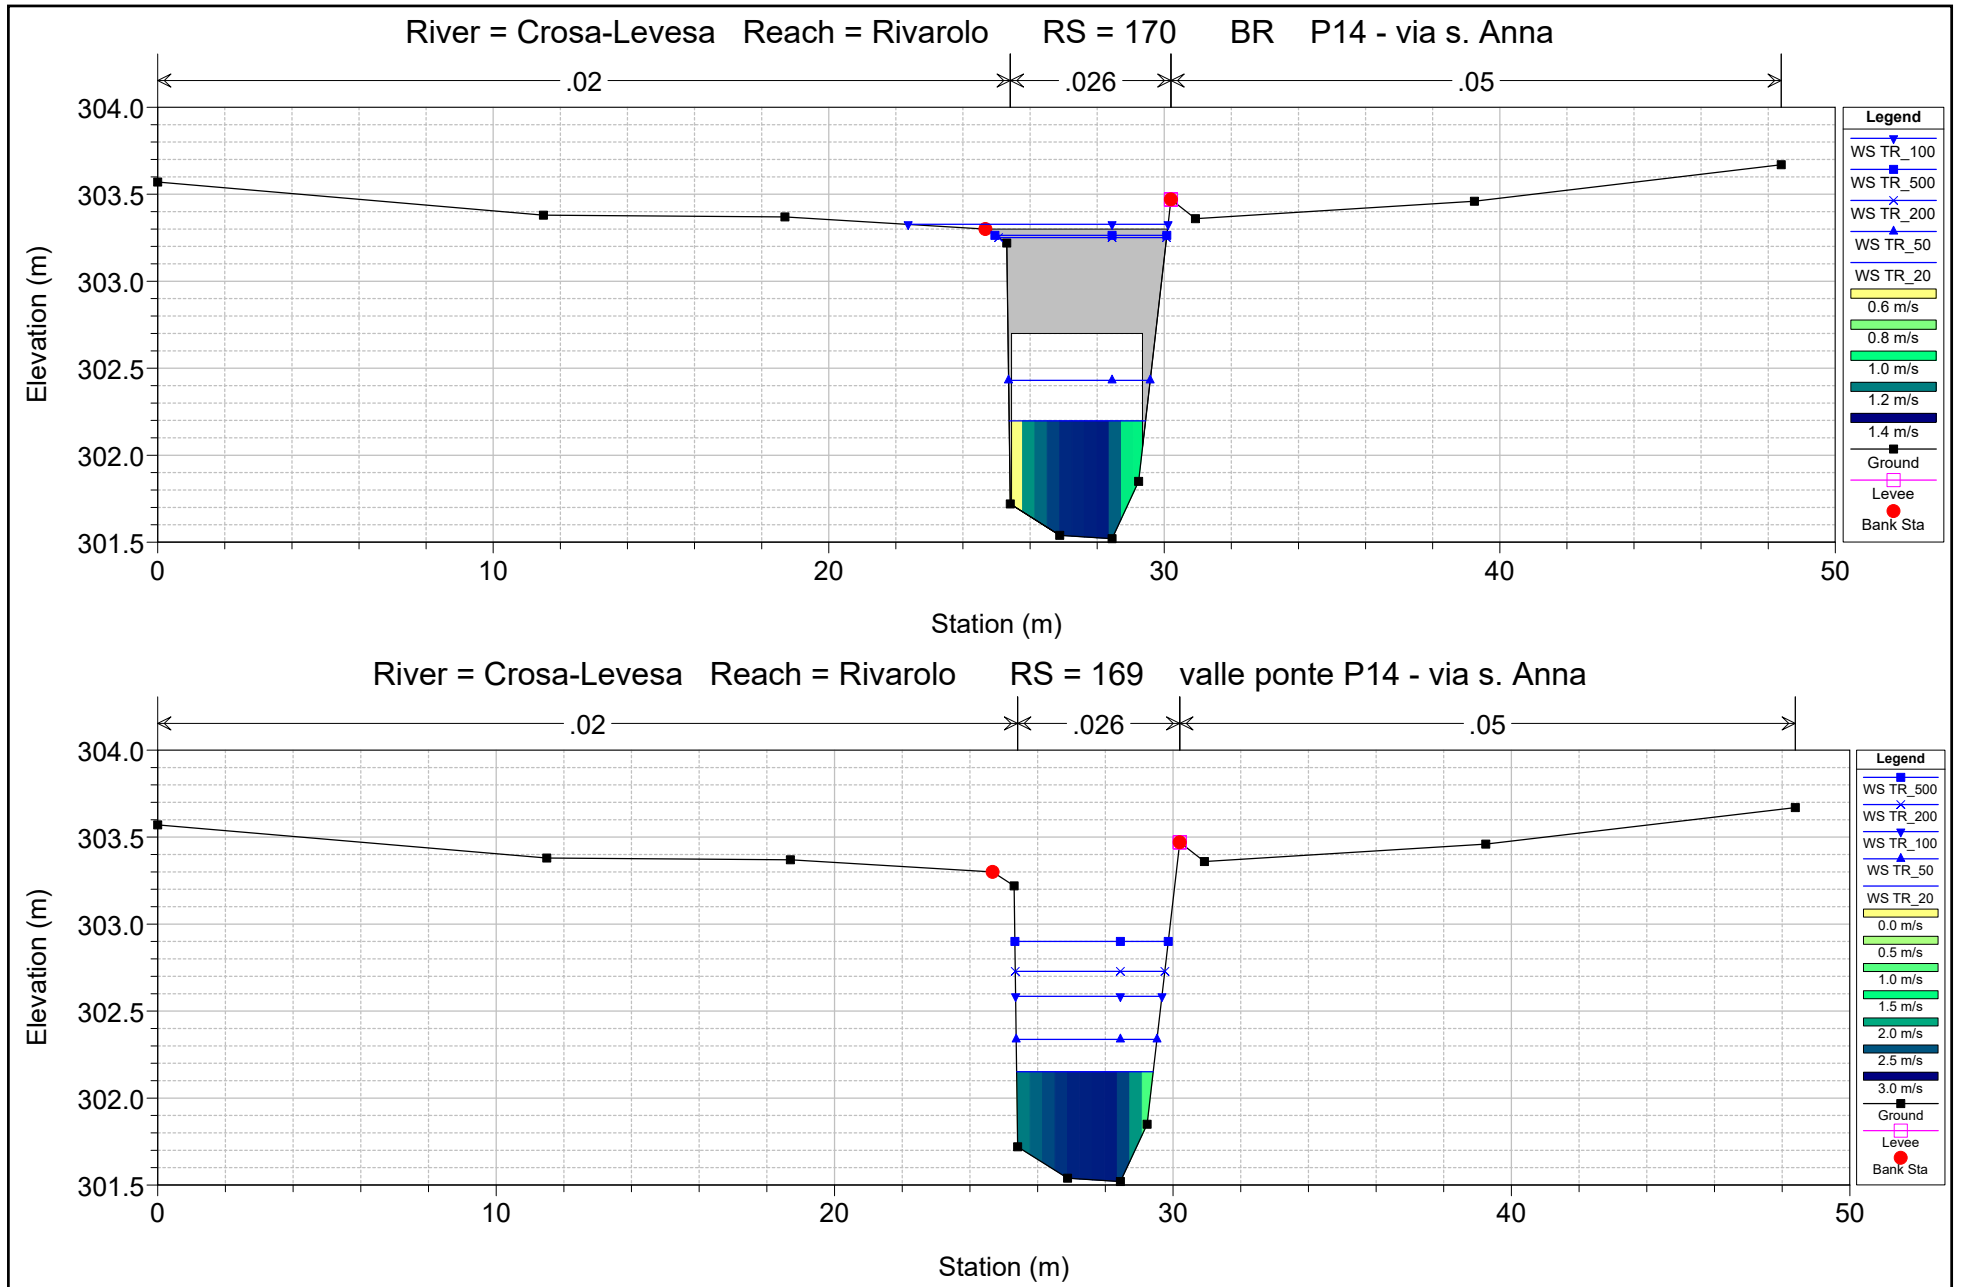 River = Crosa-Levesa Reach = Rivarolo RS = 170 BR P14 - via s. Anna
.02 .026 .05
304.0
303.5
303.0
302.5
302.0
301.5
Elevation (m)
0 10 20 30 40 50
Station (m)
Legend
WS TR_100
WS TR_500
WS TR_200
WS TR_50
WS TR_20
0.6 m/s
0.8 m/s
1.0 m/s
1.2 m/s
1.4 m/s
Ground
Levee
Bank Sta
River = Crosa-Levesa Reach = Rivarolo RS = 169 valle ponte P14 - via s. Anna
.02 .026 .05
304.0
303.5
303.0
302.5
302.0
301.5
Elevation (m)
0 10 20 30 40 50
Station (m)
Legend
WS TR_500
WS TR_200
WS TR_100
WS TR_50
WS TR_20
0.0 m/s
0.5 m/s
1.0 m/s
1.5 m/s
2.0 m/s
2.5 m/s
3.0 m/s
Ground
Levee
Bank Sta